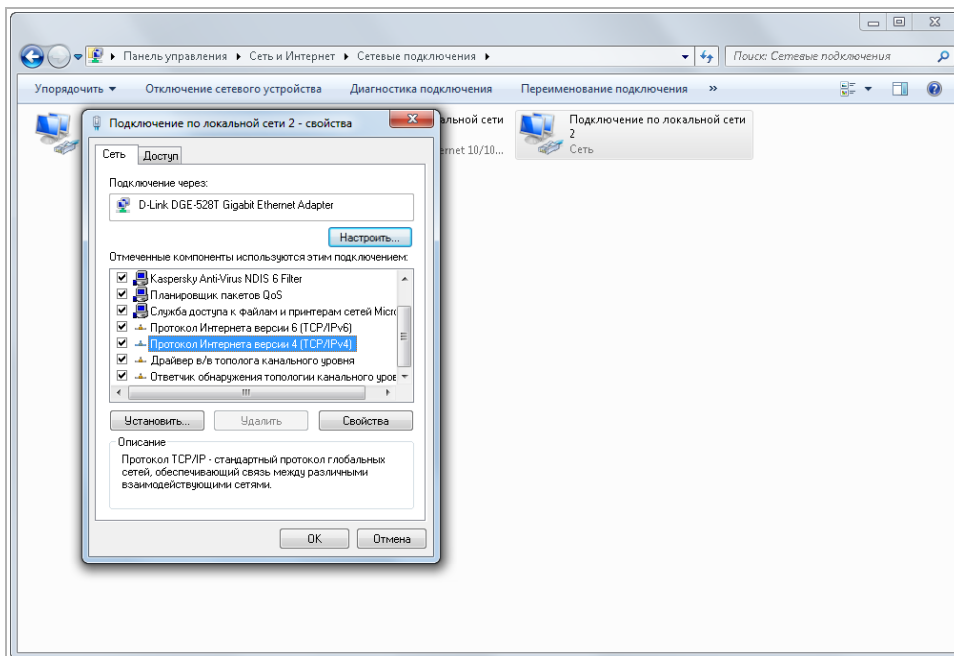 Панель управления ▸ Сеть и Интернет ▸ Сетевые подключения ▸
Поиск: Сетевые подключения
Упорядочить ▾ Отключение сетевого устройства Диагностика подключения Переименование подключения »
альной сети
ernet 10/10...
Подключение по локальной сети
2
Сеть
Подключение по локальной сети 2 - свойства
Сеть Доступ
Подключение через:
D-Link DGE-528T Gigabit Ethernet Adapter
Настроить...
Отмеченные компоненты используются этим подключением:
Kaspersky Anti-Virus NDIS 6 Filter
Планировщик пакетов QoS
Служба доступа к файлам и принтерам сетей Micro
Протокол Интернета версии 6 (TCP/IPv6)
Протокол Интернета версии 4 (TCP/IPv4)
Драйвер в/в тополога канального уровня
Ответчик обнаружения топологии канального уров
Установить... Удалить Свойства
Описание
Протокол TCP/IP - стандартный протокол глобальных
сетей, обеспечивающий связь между различными
взаимодействующими сетями.
OK Отмена